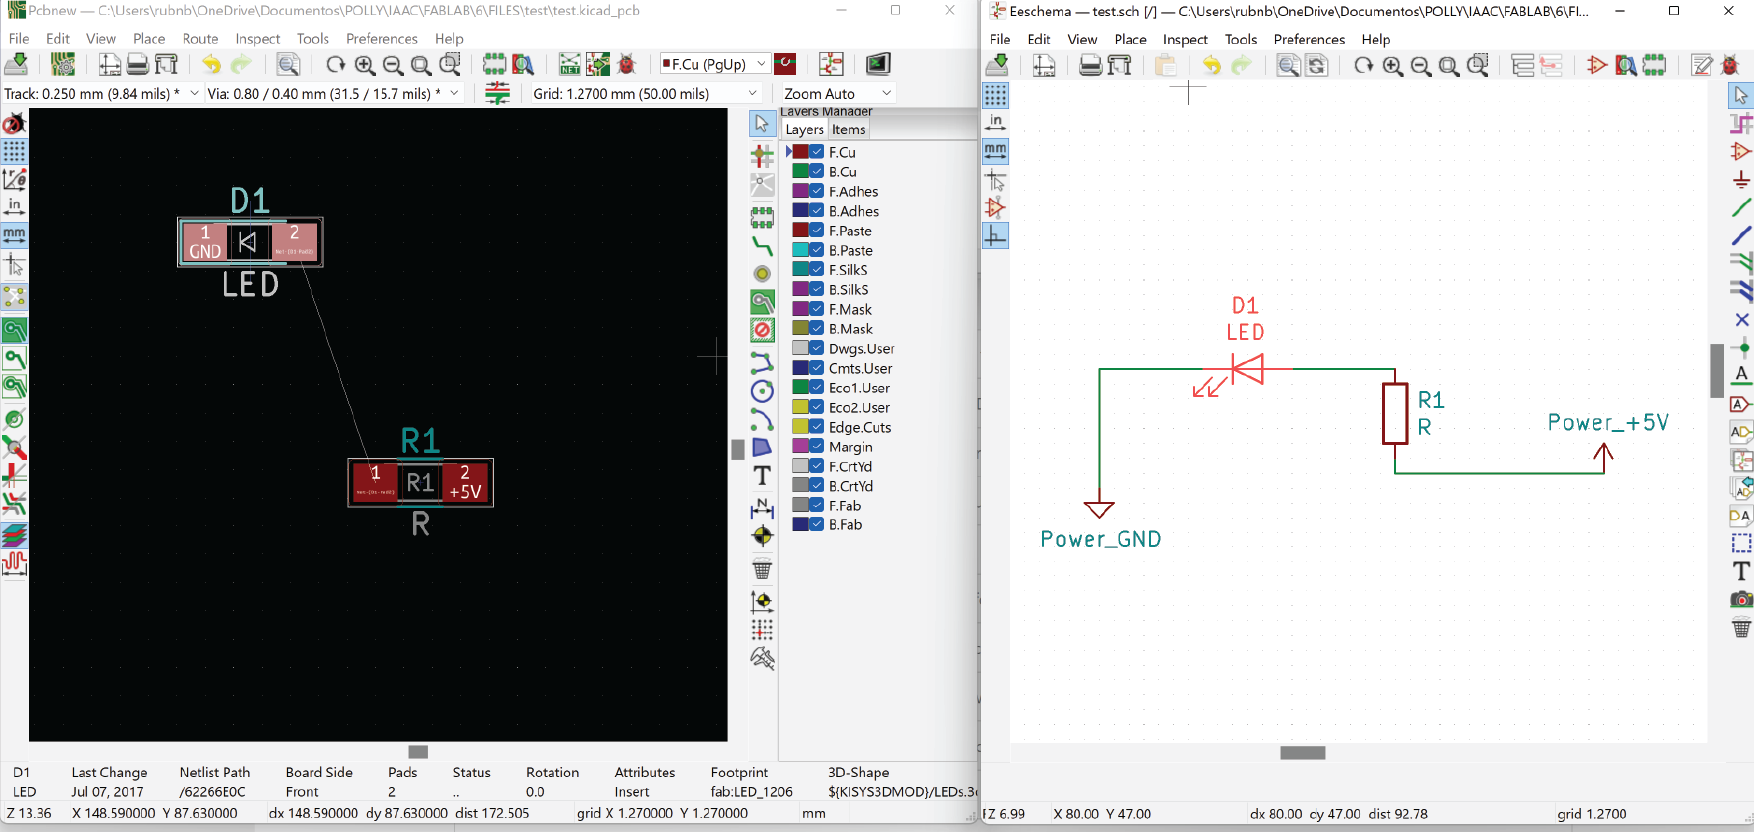 Pcbnew — C:\Users\rubnb\OneDrive\Documentos\POLLY\IAAC\FABLAB\6\FILES\test\test.kicad_pcb
File Edit View Place Route Inspect Tools Preferences Help
NET
F.Cu (PgUp)
Track: 0.250 mm (9.84 mils) *
Via: 0.80 / 0.40 mm (31.5 / 15.7 mils) *
Grid: 1.2700 mm (50.00 mils)
Zoom Auto
in
mm
D1
1
GND
2
LED
R1
1
R1
2
+5V
R
T
N
Layers Manager
Layers Items
F.Cu
B.Cu
F.Adhes
B.Adhes
F.Paste
B.Paste
F.SilkS
B.SilkS
F.Mask
B.Mask
Dwgs.User
Cmts.User
Eco1.User
Eco2.User
Edge.Cuts
Margin
F.CrtYd
B.CrtYd
F.Fab
B.Fab
D1 Last Change Netlist Path Board Side Pads Status Rotation Attributes Footprint 3D-Shape
LED Jul 07, 2017 /62266E0C Front 2 .. 0.0 Insert fab:LED_1206 ${KISYS3DMOD}/LEDs.3
Z 13.36 X 148.590000 Y 87.630000 dx 148.590000 dy 87.630000 dist 172.505 grid X 1.270000 Y 1.270000 mm
Eeschema — test.sch [/] — C:\Users\rubnb\OneDrive\Documentos\POLLY\IAAC\FABLAB\6\FI...
File Edit View Place Inspect Tools Preferences Help
in
mm
D1
LED
R1
R
Power_+5V
Power_GND
A
A
AD
AD
DA
T
Z 6.99 X 80.00 Y 47.00 dx 80.00 cy 47.00 dist 92.78 grid 1.2700